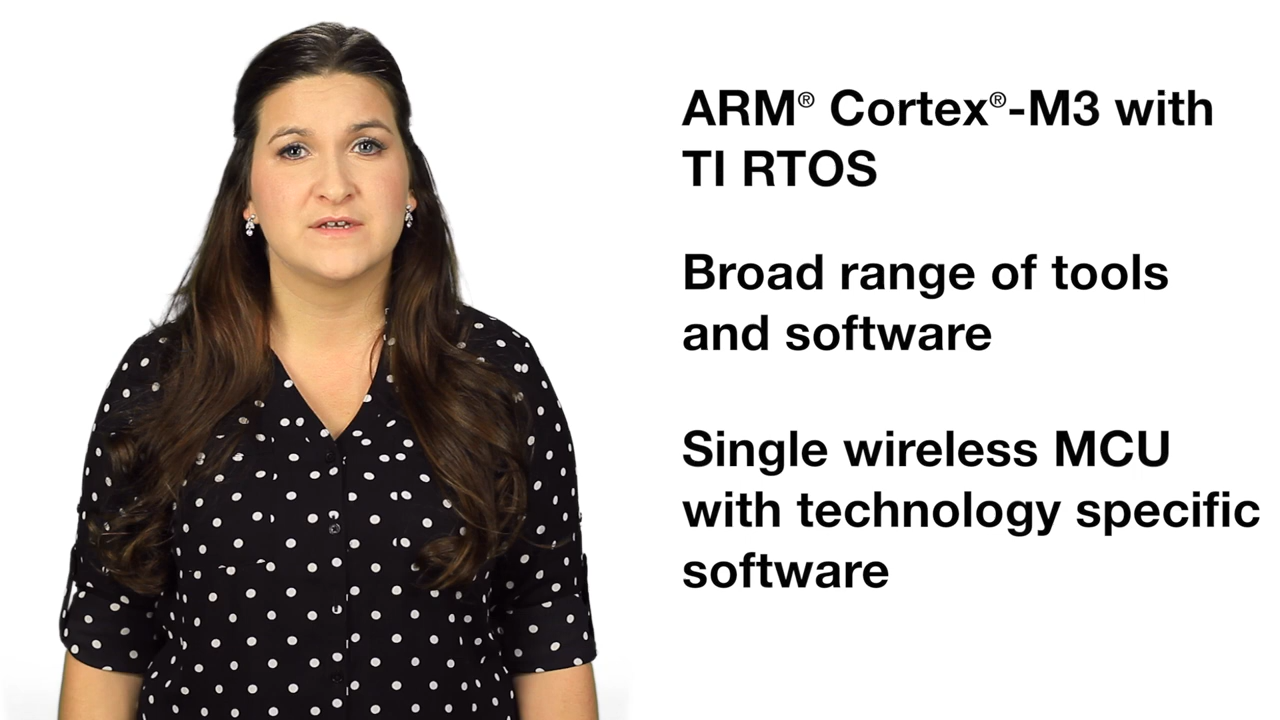 ARM® Cortex®-M3 with
TI RTOS
Broad range of tools
and software
Single wireless MCU
with technology specific
software